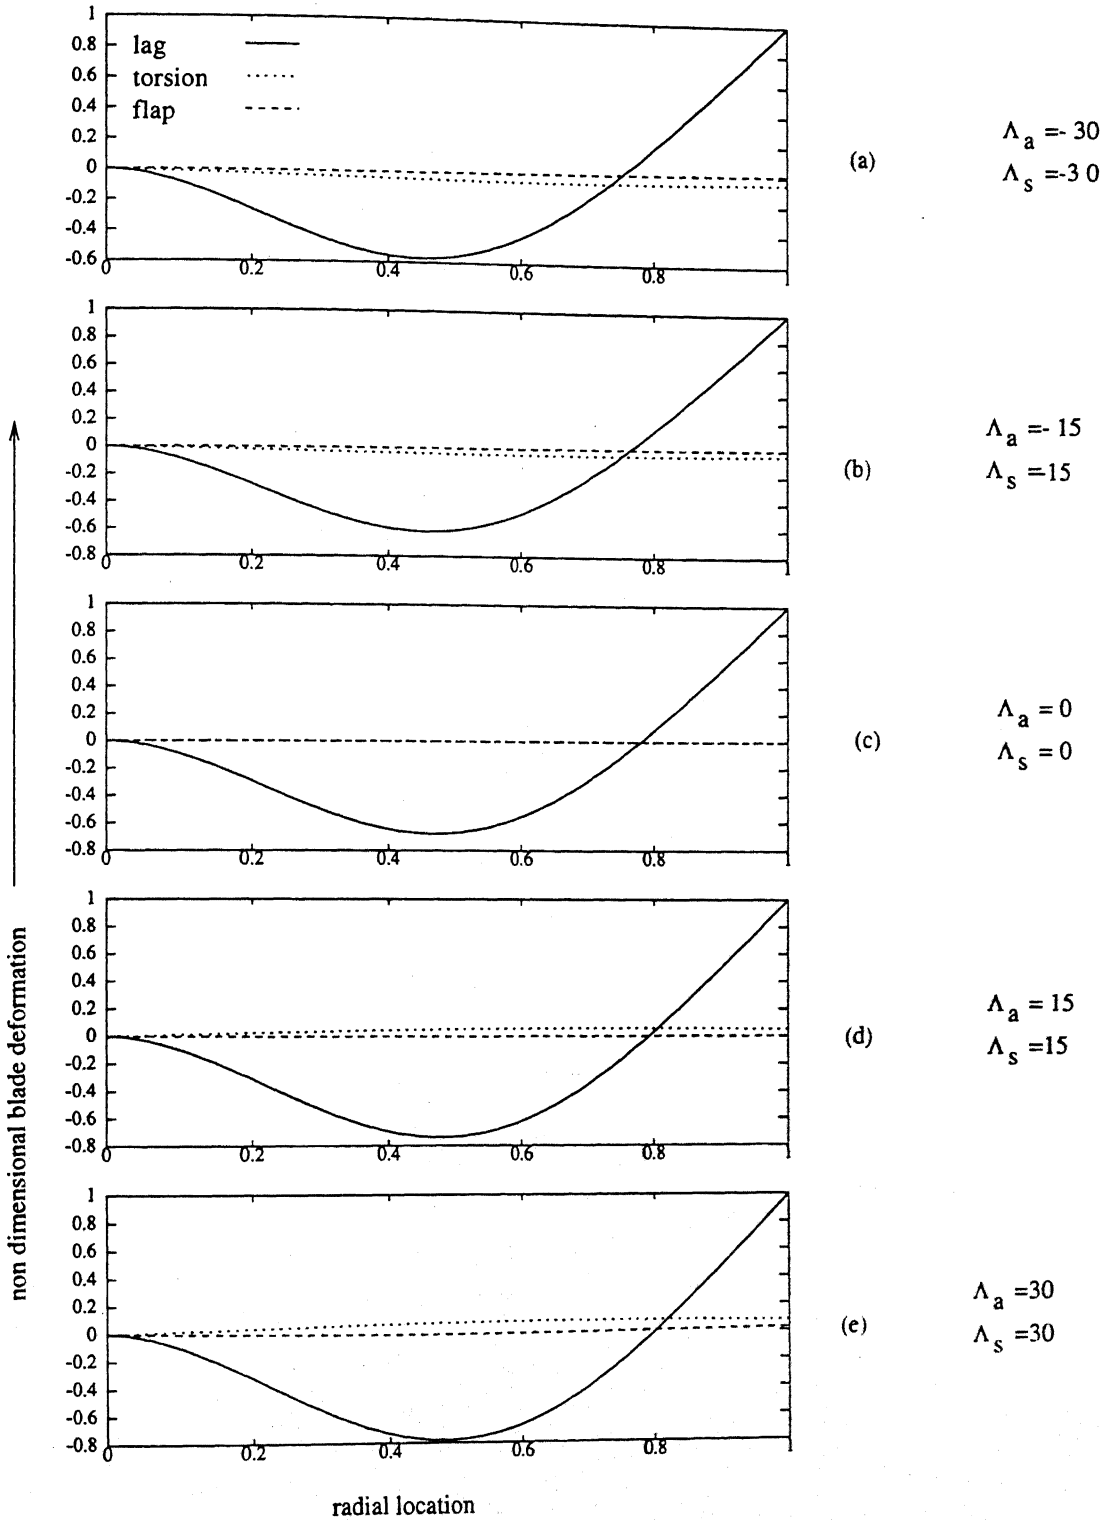 1
0.8
0.6
0.4
0.2
0
-0.2
-0.4
-0.6
lag
torsion
flap
0 0.2 0.4 0.6 0.8 1
(a)
Λa =- 30
Λs =-3 0
1
0.8
0.6
0.4
0.2
0
-0.2
-0.4
-0.6
-0.8
0 0.2 0.4 0.6 0.8 1
(b)
Λa =- 15
Λs =-15
1
0.8
0.6
0.4
0.2
0
-0.2
-0.4
-0.6
-0.8
0 0.2 0.4 0.6 0.8 1
(c)
Λa = 0
Λs = 0
1
0.8
0.6
0.4
0.2
0
-0.2
-0.4
-0.6
-0.8
0 0.2 0.4 0.6 0.8 1
(d)
Λa = 15
Λs =15
1
0.8
0.6
0.4
0.2
0
-0.2
-0.4
-0.6
-0.8
0 0.2 0.4 0.6 0.8 1
(e)
Λa =30
Λs =30
radial location
non dimensional blade deformation